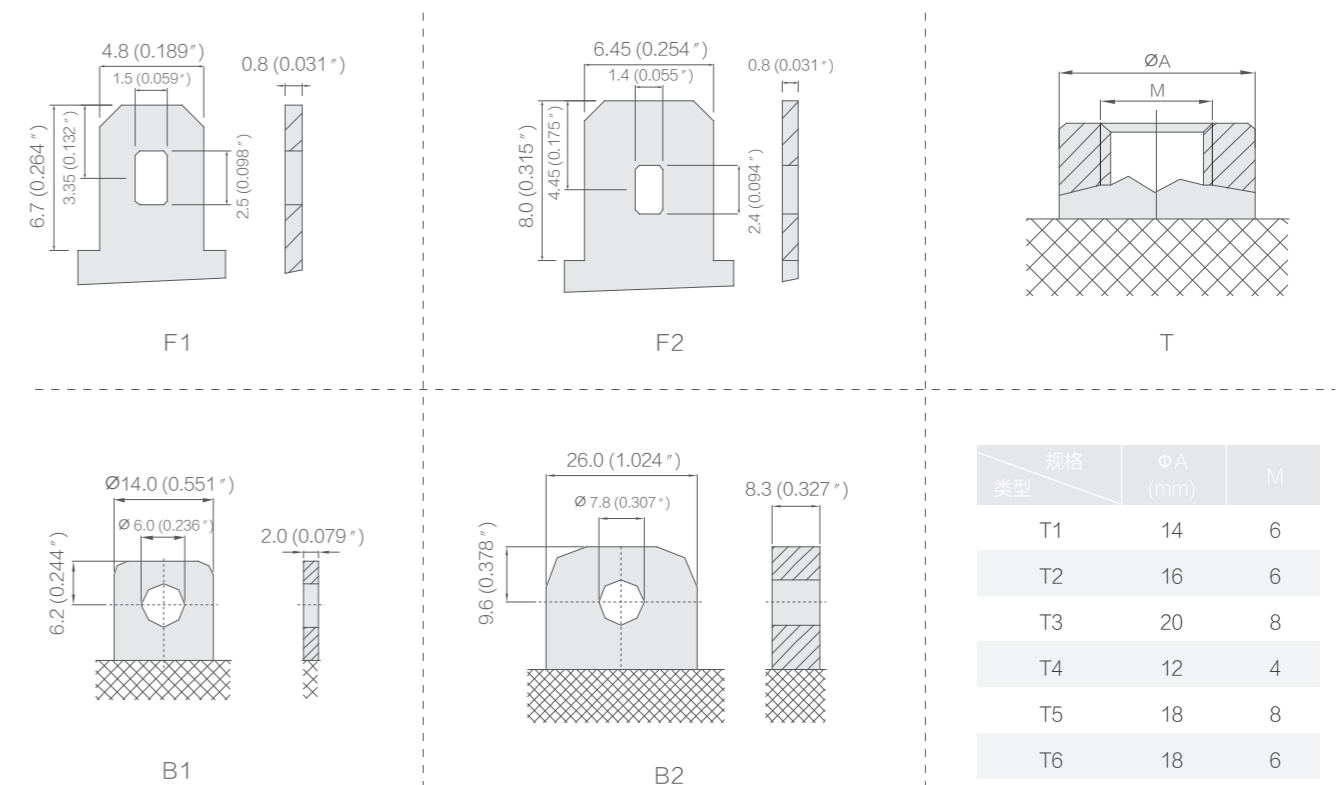 4.8 (0.189″)
1.5 (0.059″)
0.8 (0.031″)
6.7 (0.264″)
3.35 (0.132″)
2.5 (0.098″)
F1
6.45 (0.254″)
1.4 (0.055″)
0.8 (0.031″)
8.0 (0.315″)
4.45 (0.175″)
2.4 (0.094″)
F2
ØA
M
T
Ø14.0 (0.551″)
Ø 6.0 (0.236″)
2.0 (0.079″)
6.2 (0.244″)
B1
26.0 (1.024″)
Ø 7.8 (0.307″)
8.3 (0.327″)
9.6 (0.378″)
B2
规格 ΦA M
类型 (mm)
T1 14 6
T2 16 6
T3 20 8
T4 12 4
T5 18 8
T6 18 6